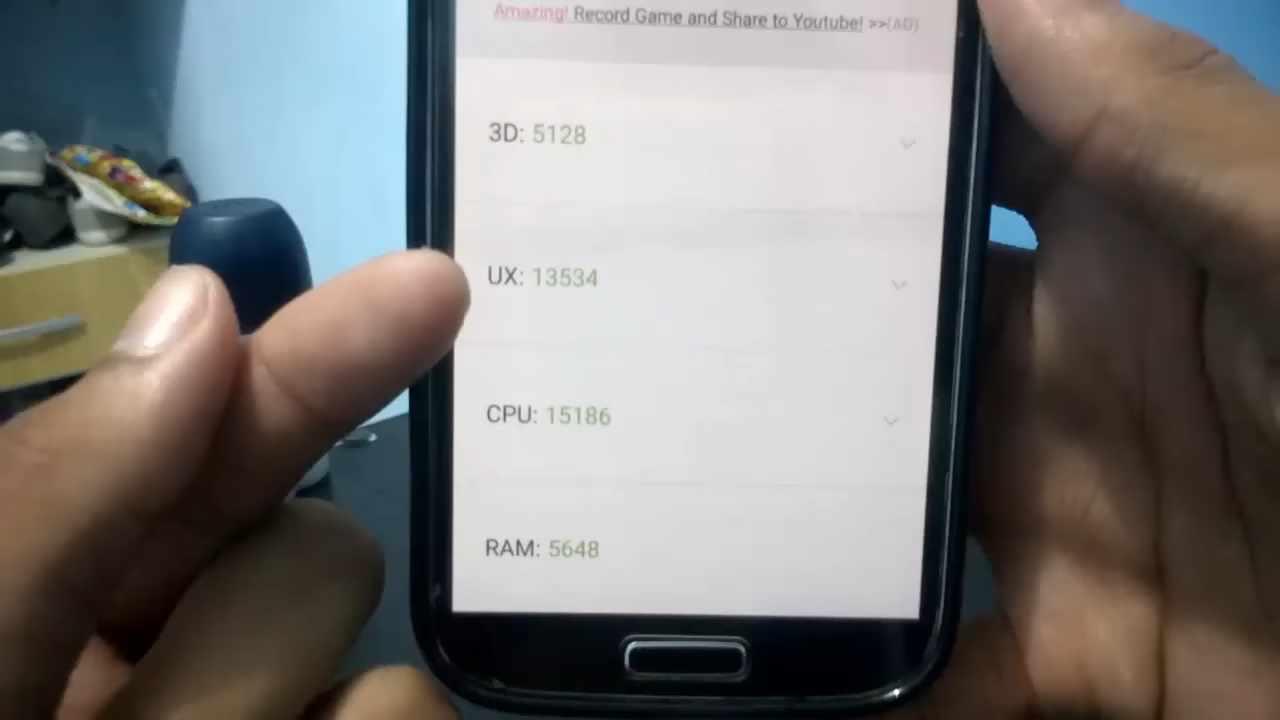 Amazing! Record Game and Share to Youtube! >>(AD)
3D: 5128
UX: 13534
CPU: 15186
RAM: 5648